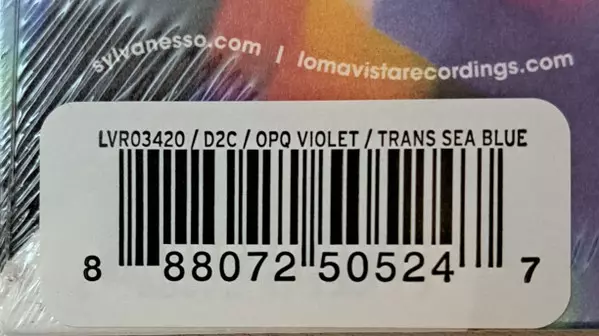 sylvanesso.com | lomavistarecordings.com
LVR03420 / D2C / OPQ VIOLET / TRANS SEA BLUE
8 88072 50524 7